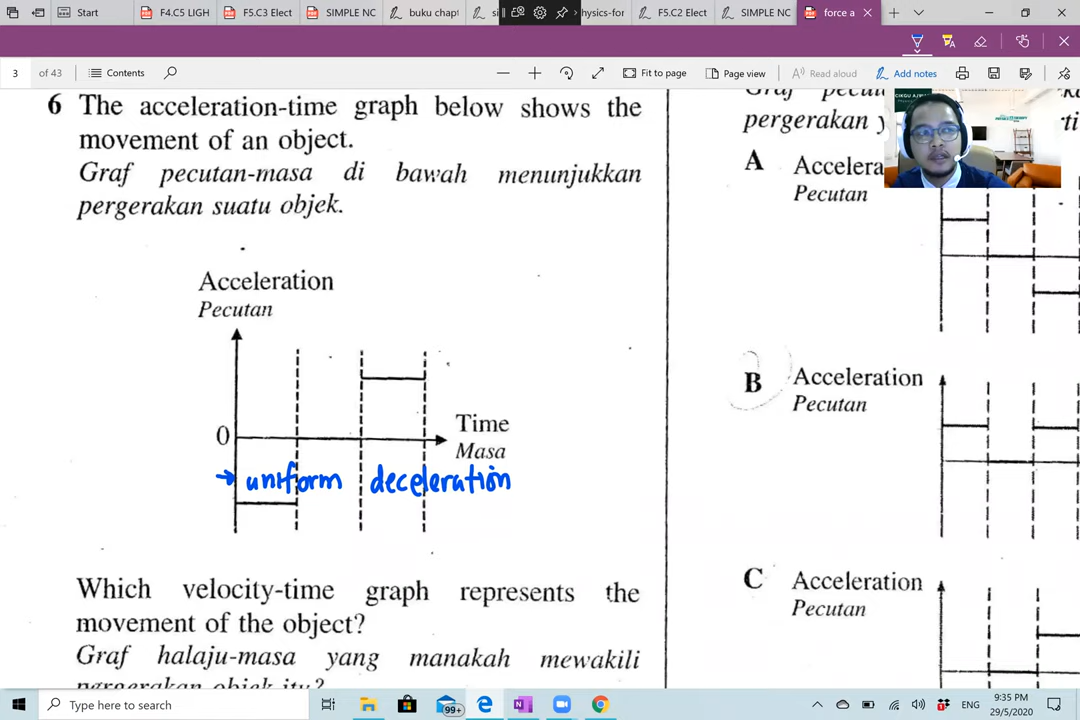 Start
F4.C5 LIGH
F5.C3 Elect
SIMPLE NC
buku chapt
hysics-for
F5.C2 Elect
SIMPLE NC
force a
3 of 43
Contents
Fit to page
Page view
Read aloud
Add notes
6 The acceleration-time graph below shows the
movement of an object.
Graf pecutan-masa di bawah menunjukkan
pergerakan suatu objek.
Acceleration
Pecutan
0
Time
Masa
→ uniform deceleration
Which velocity-time graph represents the
movement of the object?
Graf halaju-masa yang manakah mewakili
pergerakan objek itu?
pergerakan
A Accelera
Pecutan
B Acceleration
Pecutan
C Acceleration
Pecutan
Type here to search
99+
ENG
9:35 PM
29/5/2020